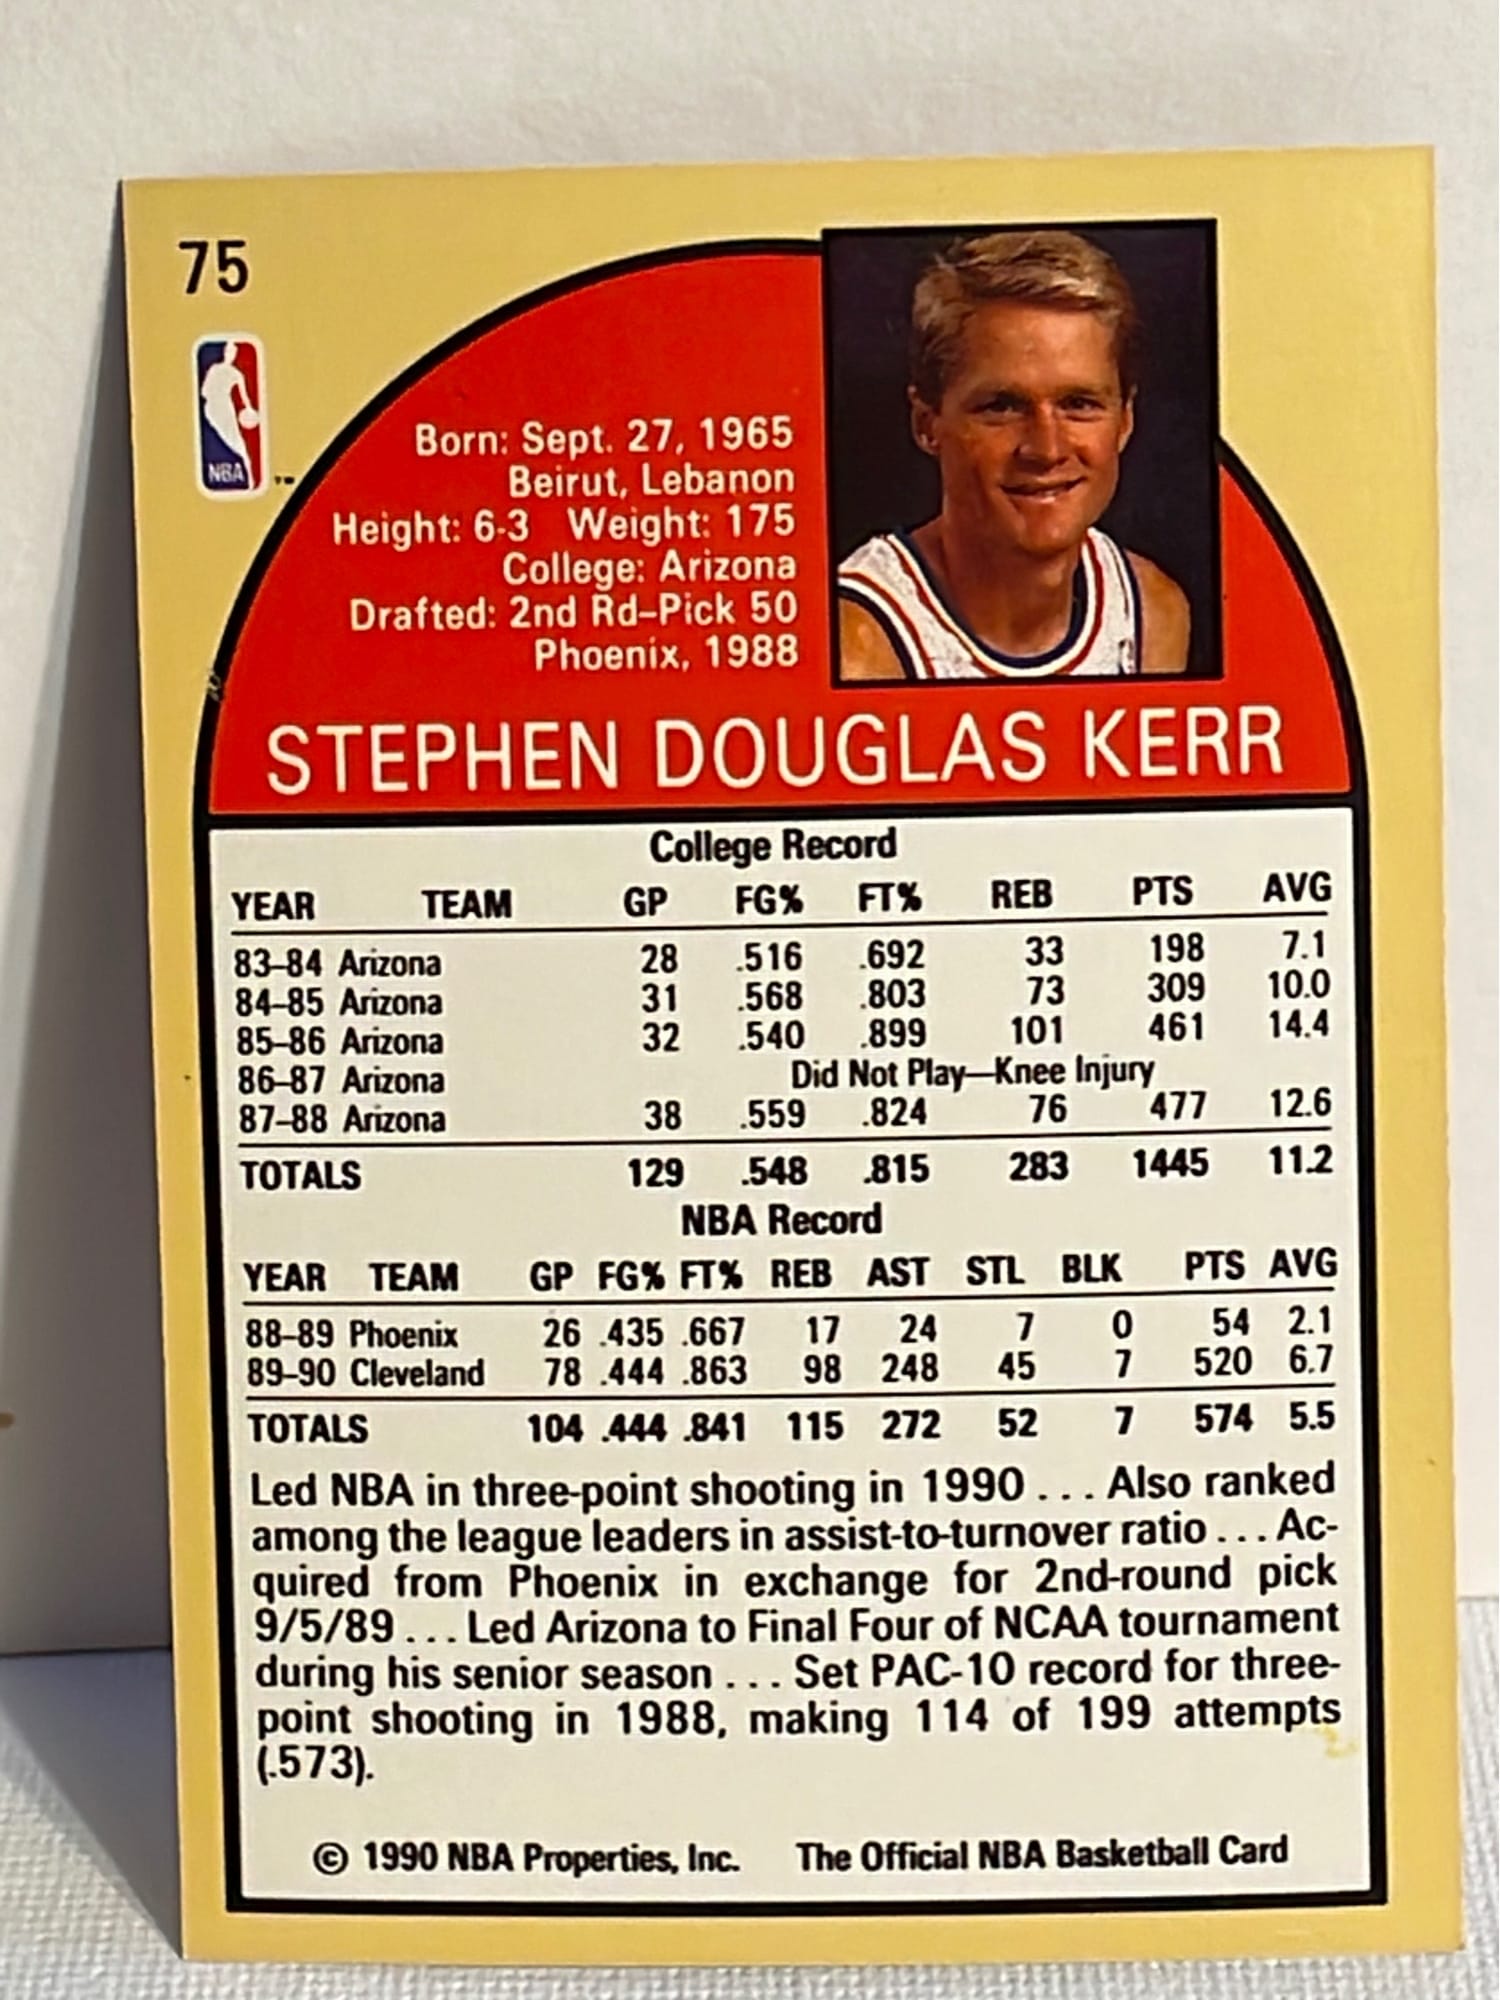 75
NBA
™
Born: Sept. 27, 1965
Beirut, Lebanon
Height: 6-3 Weight: 175
College: Arizona
Drafted: 2nd Rd–Pick 50
Phoenix, 1988
STEPHEN DOUGLAS KERR
College Record
YEAR TEAM GP FG% FT% REB PTS AVG
83–84 Arizona 28 .516 .692 33 198 7.1
84–85 Arizona 31 .568 .803 73 309 10.0
85–86 Arizona 32 .540 .899 101 461 14.4
86–87 Arizona Did Not Play—Knee Injury
87–88 Arizona 38 .559 .824 76 477 12.6
TOTALS 129 .548 .815 283 1445 11.2
NBA Record
YEAR TEAM GP FG% FT% REB AST STL BLK PTS AVG
88–89 Phoenix 26 .435 .667 17 24 7 0 54 2.1
89–90 Cleveland 78 .444 .863 98 248 45 7 520 6.7
TOTALS 104 .444 .841 115 272 52 7 574 5.5
Led NBA in three-point shooting in 1990 . . . Also ranked
among the league leaders in assist-to-turnover ratio . . . Ac-
quired from Phoenix in exchange for 2nd-round pick
9/5/89 . . . Led Arizona to Final Four of NCAA tournament
during his senior season . . . Set PAC-10 record for three-
point shooting in 1988, making 114 of 199 attempts
(.573).
© 1990 NBA Properties, Inc. The Official NBA Basketball Card